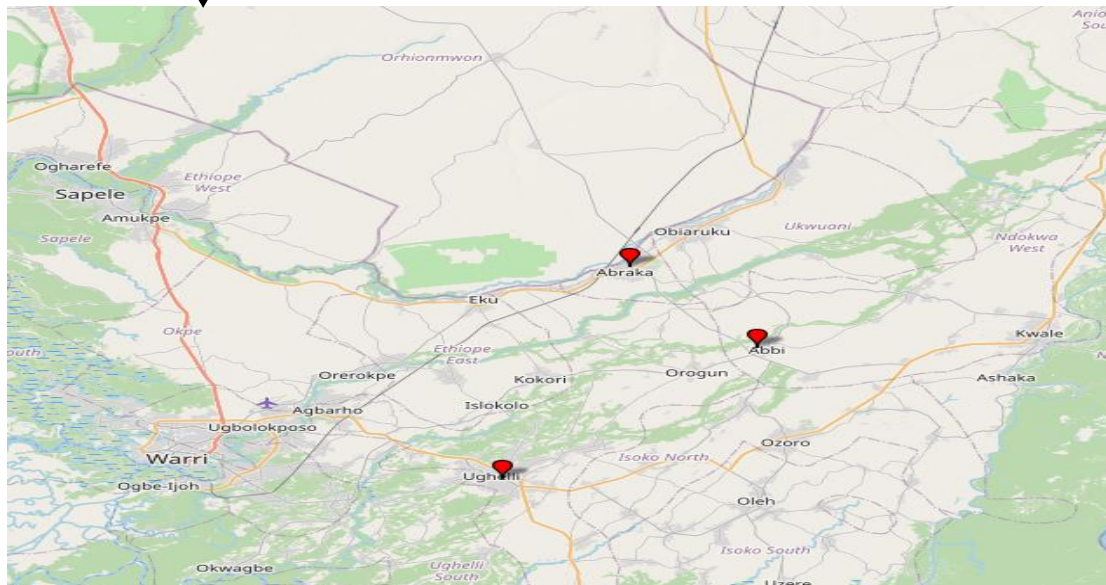 Orhionmwon
Ogharefe
Sapele
Ethiope
West
Amukpe
Sapele
Obiaruku
Ukwuani
Ndokwa
West
Abraka
Eku
Okpe
Kwale
Ethiope
East
Abbi
Orerokpe
Kokori
Orogun
Ashaka
Agbarho
Islokolo
Ugbolokposo
Ozoro
Warri
Isoko North
Ughelli
Ogbe-Ijoh
Oleh
Isoko South
Okwagbe
Ughelli
South
Uzere